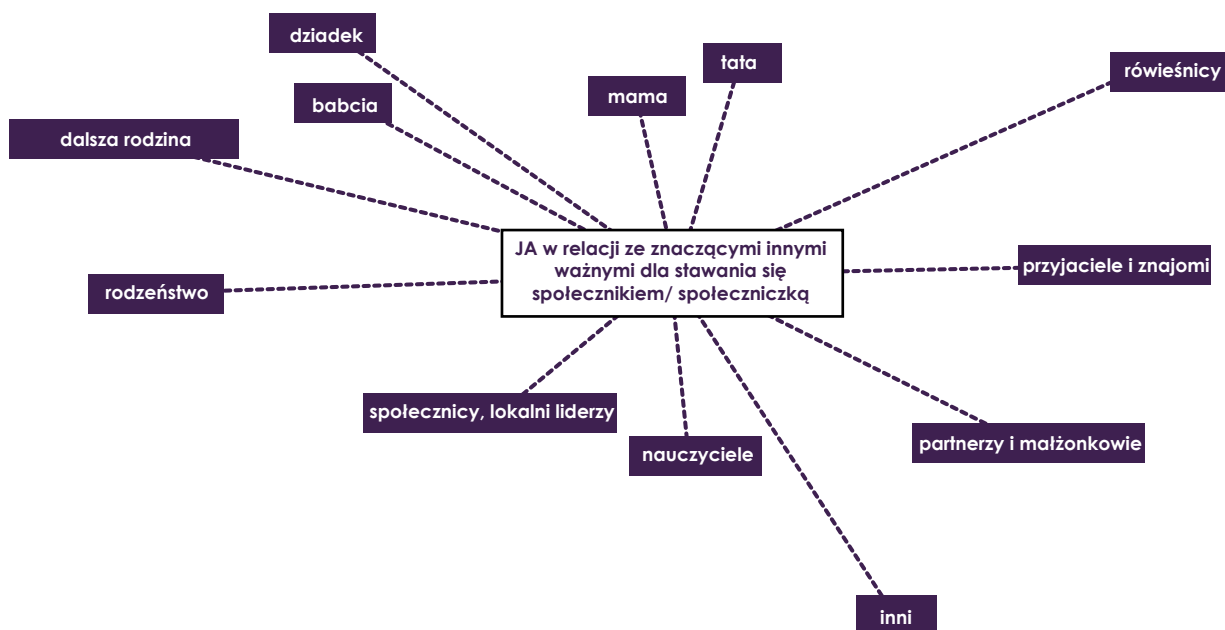 dziadek
tata
rówieśnicy
mama
babcia
dalsza rodzina
JA w relacji ze znaczącymi innymi
ważnymi dla stawania się
społecznikiem/ społeczniczką
przyjaciele i znajomi
rodzeństwo
społecznicy, lokalni liderzy
partnerzy i małżonkowie
nauczyciele
inni